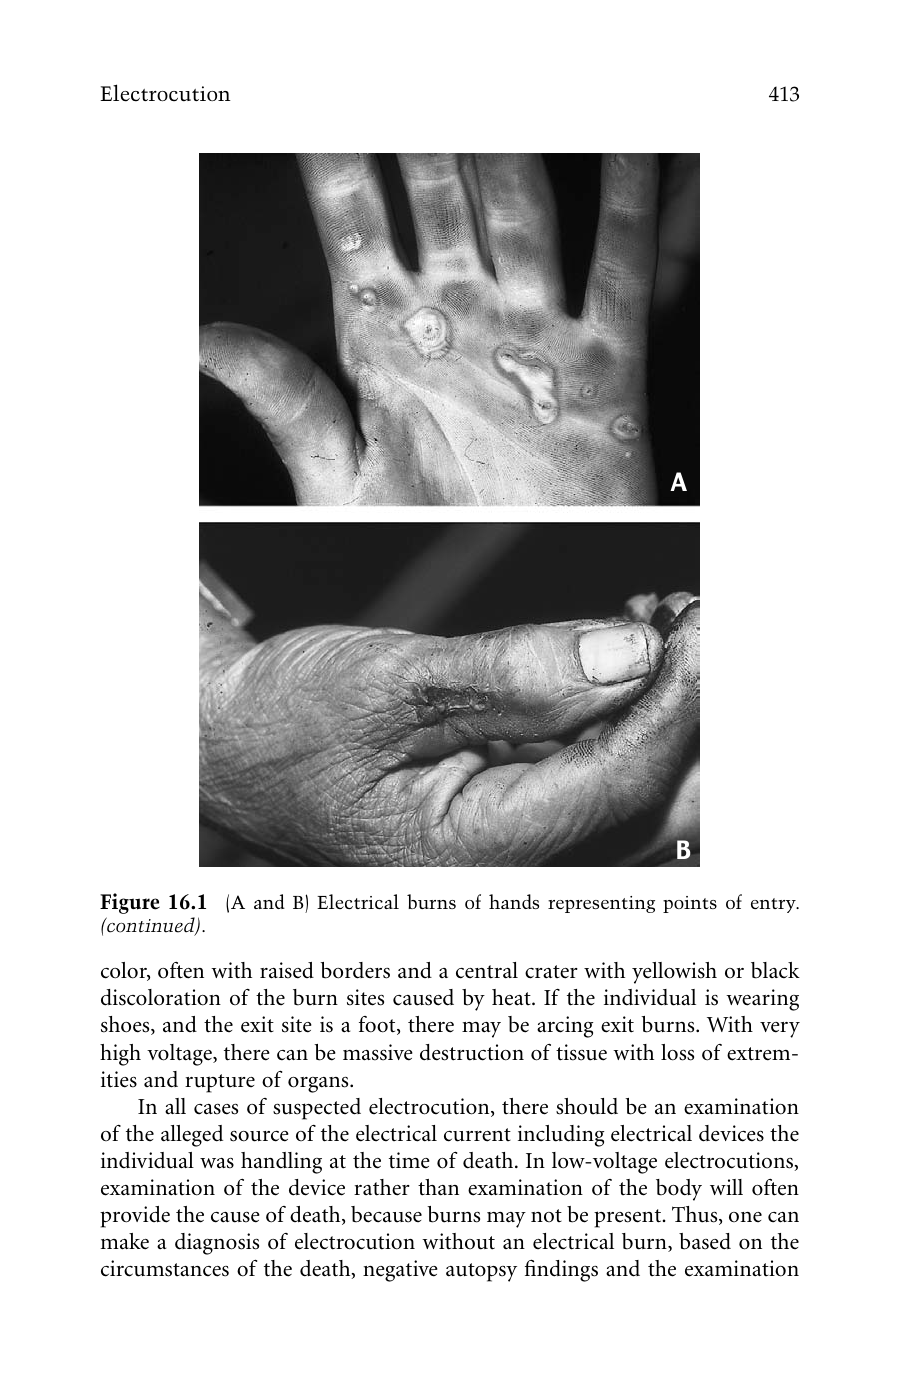 Electrocution 413
A
B
Figure 16.1 (A and B) Electrical burns of hands representing points of entry.
(continued).
color, often with raised borders and a central crater with yellowish or black
discoloration of the burn sites caused by heat. If the individual is wearing
shoes, and the exit site is a foot, there may be arcing exit burns. With very
high voltage, there can be massive destruction of tissue with loss of extrem-
ities and rupture of organs.
In all cases of suspected electrocution, there should be an examination
of the alleged source of the electrical current including electrical devices the
individual was handling at the time of death. In low-voltage electrocutions,
examination of the device rather than examination of the body will often
provide the cause of death, because burns may not be present. Thus, one can
make a diagnosis of electrocution without an electrical burn, based on the
circumstances of the death, negative autopsy findings and the examination